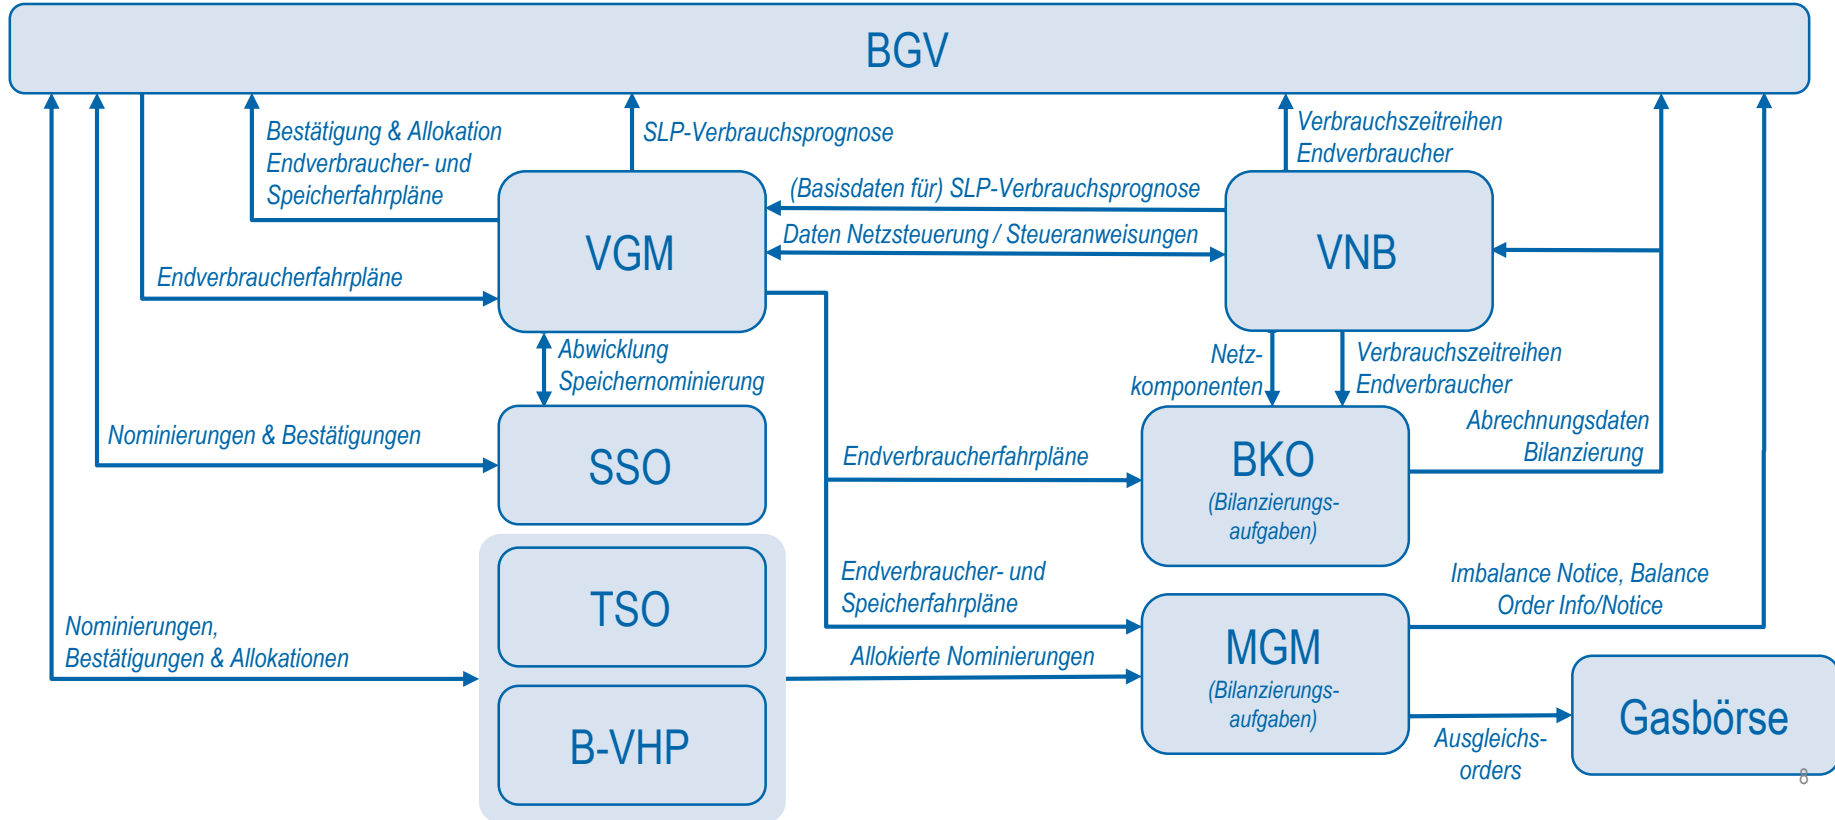 BGV
Bestätigung & Allokation
Endverbraucher- und
Speicherfahrpläne
SLP-Verbrauchsprognose
Verbrauchszeitreihen
Endverbraucher
(Basisdaten für) SLP-Verbrauchsprognose
VGM
Daten Netzsteuerung / Steueranweisungen
VNB
Endverbraucherfahrpläne
Abwicklung
Speichernominierung
Netz-
komponenten
Verbrauchszeitreihen
Endverbraucher
Nominierungen & Bestätigungen
SSO
Endverbraucherfahrpläne
BKO
(Bilanzierungs-
aufgaben)
Abrechnungsdaten
Bilanzierung
TSO
Endverbraucher- und
Speicherfahrpläne
Imbalance Notice, Balance
Order Info/Notice
Nominierungen,
Bestätigungen & Allokationen
Allokierte Nominierungen
MGM
(Bilanzierungs-
aufgaben)
B-VHP
Ausgleichs-
orders
Gasbörse
8